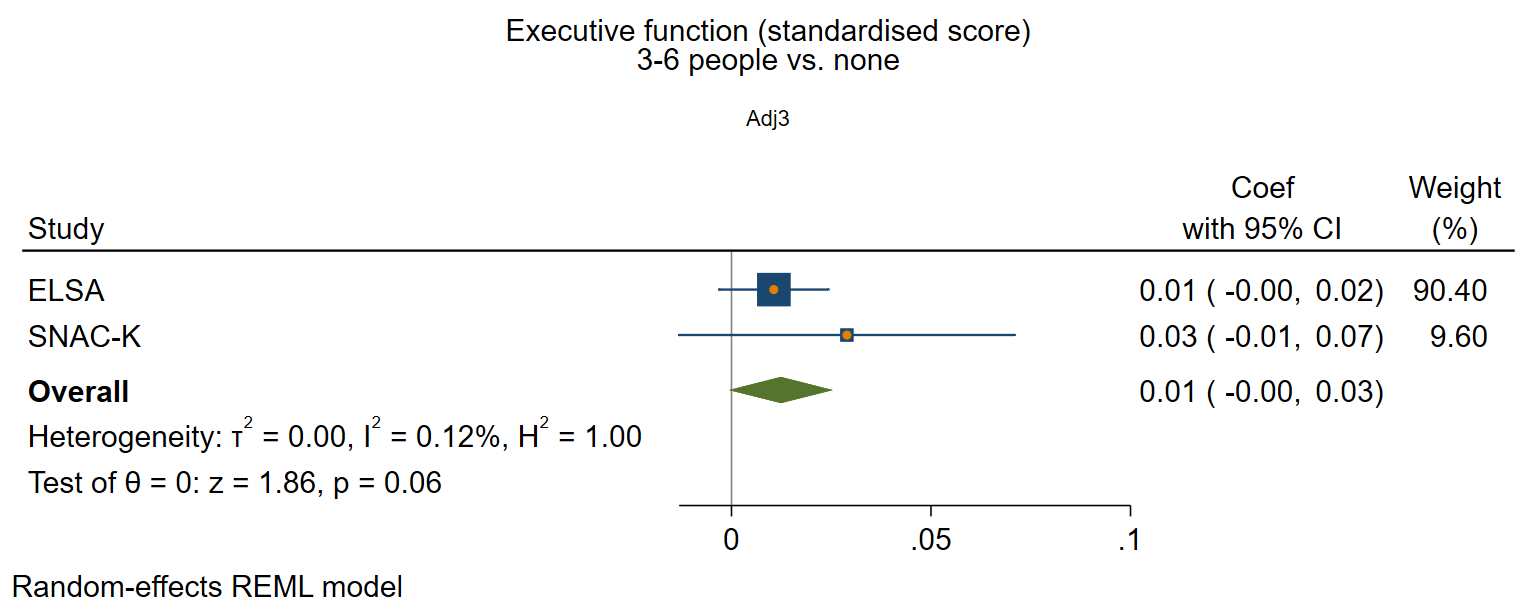 Executive function (standardised score)
3-6 people vs. none
Adj3
Coef Weight
Study with 95% CI (%)
ELSA 0.01 ( -0.00, 0.02) 90.40
SNAC-K 0.03 ( -0.01, 0.07) 9.60
Overall 0.01 ( -0.00, 0.03)
Heterogeneity: τ² = 0.00, I² = 0.12%, H² = 1.00
Test of θ = 0: z = 1.86, p = 0.06
0 .05 .1
Random-effects REML model